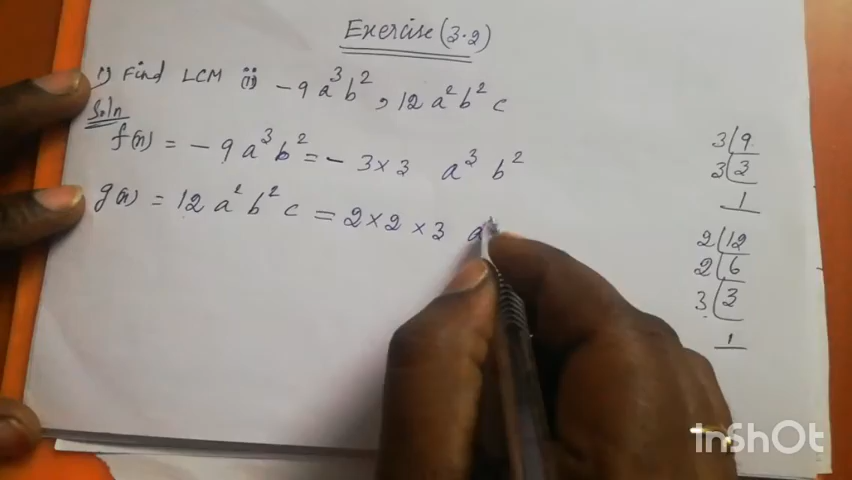 Exercise (3.2)
1) Find LCM (ii) -9a³b², 12a²b²c
Soln
f(x) = -9a³b² = -3×3 a³ b²
g(x) = 12a²b²c = 2×2×3 a
3 9
3 3
1
2 12
2 6
3 3
1
InShOt